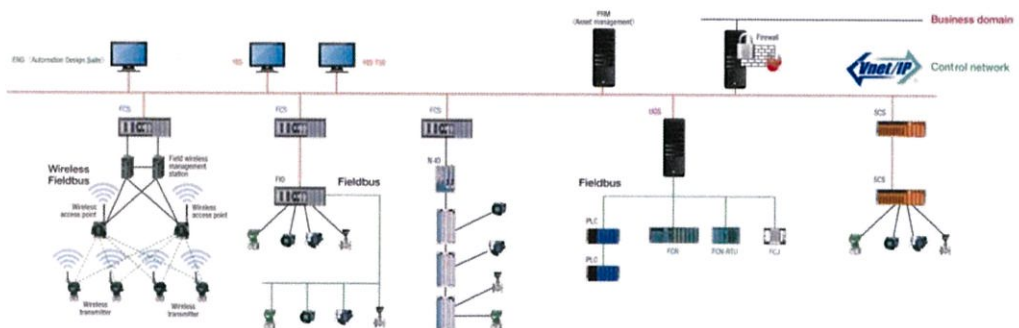 PRM
(Asset management)
Business domain
Firewall
ENG (Automation Design Suite)
HIS
HIS-TSE
Vnet/IP
Control network
FCS
FCS
FCS
UGS
SCS
Wireless
Fieldbus
Field wireless
management
station
FIO
Fieldbus
N-IO
Fieldbus
SCS
Wireless
access point
Wireless
access point
PLC
FCN
FCN-RTU
FCJ
PLC
Wireless
transmitter
Wireless
transmitter